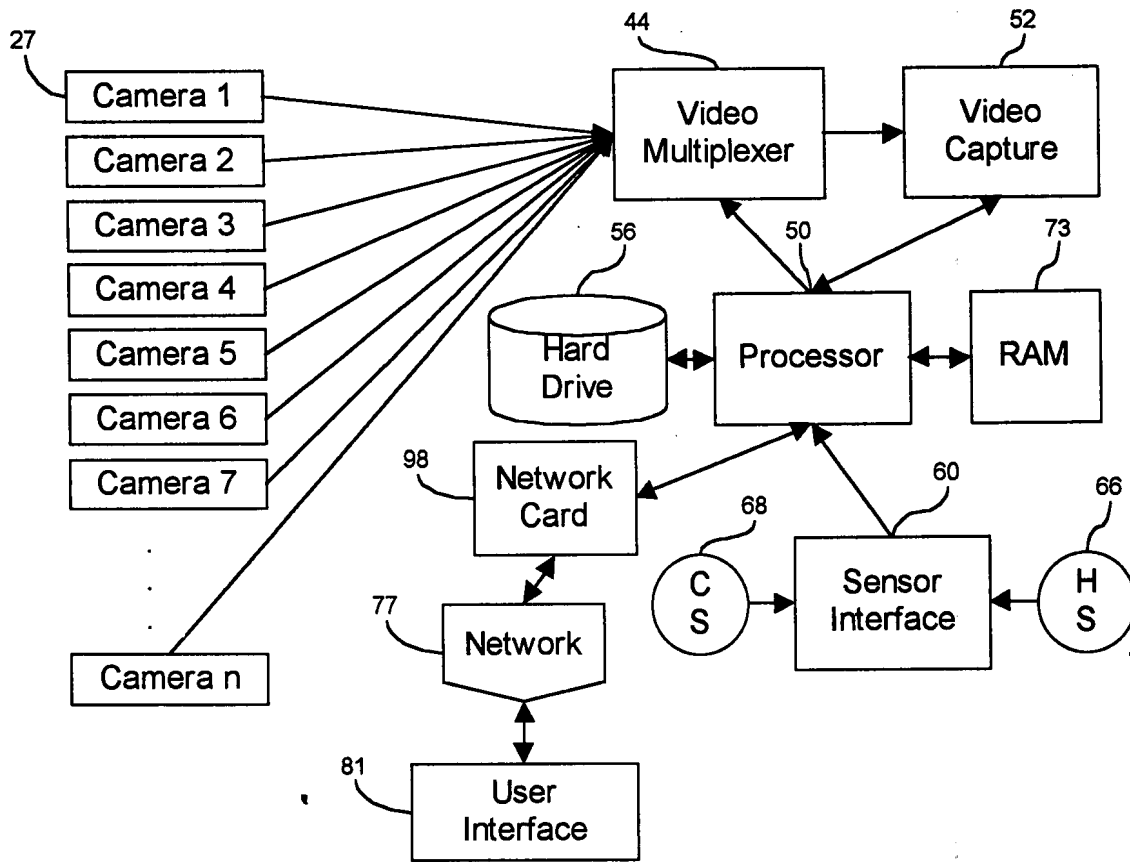 27
44
52
Camera 1
Camera 2
Camera 3
Camera 4
Camera 5
Camera 6
Camera 7
Camera n
Video
Multiplexer
Video
Capture
56
50
73
Hard
Drive
Processor
RAM
98
Network
Card
68
60
66
C
S
Sensor
Interface
H
S
77
Network
81
User
Interface